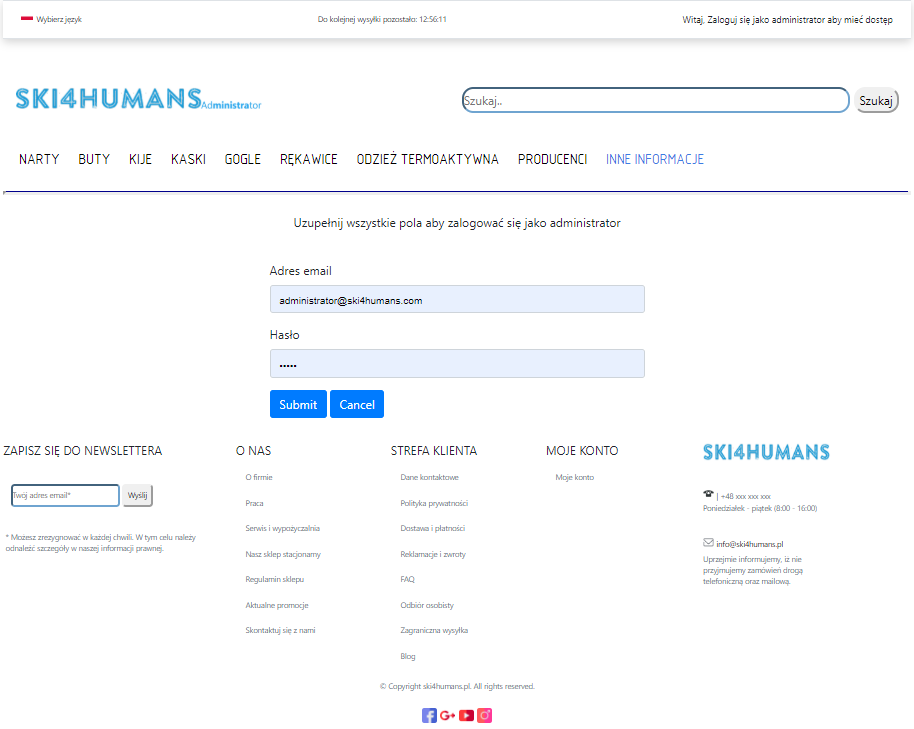 Wybierz język
Do kolejnej wysyłki pozostało: 12:56:11
Witaj, Zaloguj się jako administrator aby mieć dostęp
SKI4HUMANSAdministrator
Szukaj..
Szukaj
NARTY BUTY KIJE KASKI GOGLE RĘKAWICE ODZIEŻ TERMOAKTYWNA PRODUCENCI INNE INFORMACJE
Uzupełnij wszystkie pola aby zalogować się jako administrator
Adres email
administrator@ski4humans.com
Hasło
•••••
Submit Cancel
ZAPISZ SIĘ DO NEWSLETTERA
Twój adres email*
Wyślij
* Możesz zrezygnować w każdej chwili. W tym celu należy
odnaleźć szczegóły w naszej informacji prawnej.
O NAS
O firmie
Praca
Serwis i wypozyczalnia
Nasz sklep stacjonarny
Regulamin sklepu
Aktualne promocje
Skontaktuj się z nami
STREFA KLIENTA
Dane kontaktowe
Polityka prywatności
Dostawa i płatności
Reklamacje i zwroty
FAQ
Odbiór osobisty
Zagraniczna wysyłka
Blog
MOJE KONTO
Moje konto
SKI4HUMANS
| +48 xxx xxx xxx
Poniedziałek - piątek (8:00 - 16:00)
info@ski4humans.pl
Uprzejmie informujemy, iż nie
przyjmujemy zamówień drogą
telefoniczną oraz mailową.
© Copyright ski4humans.pl. All rights reserved.